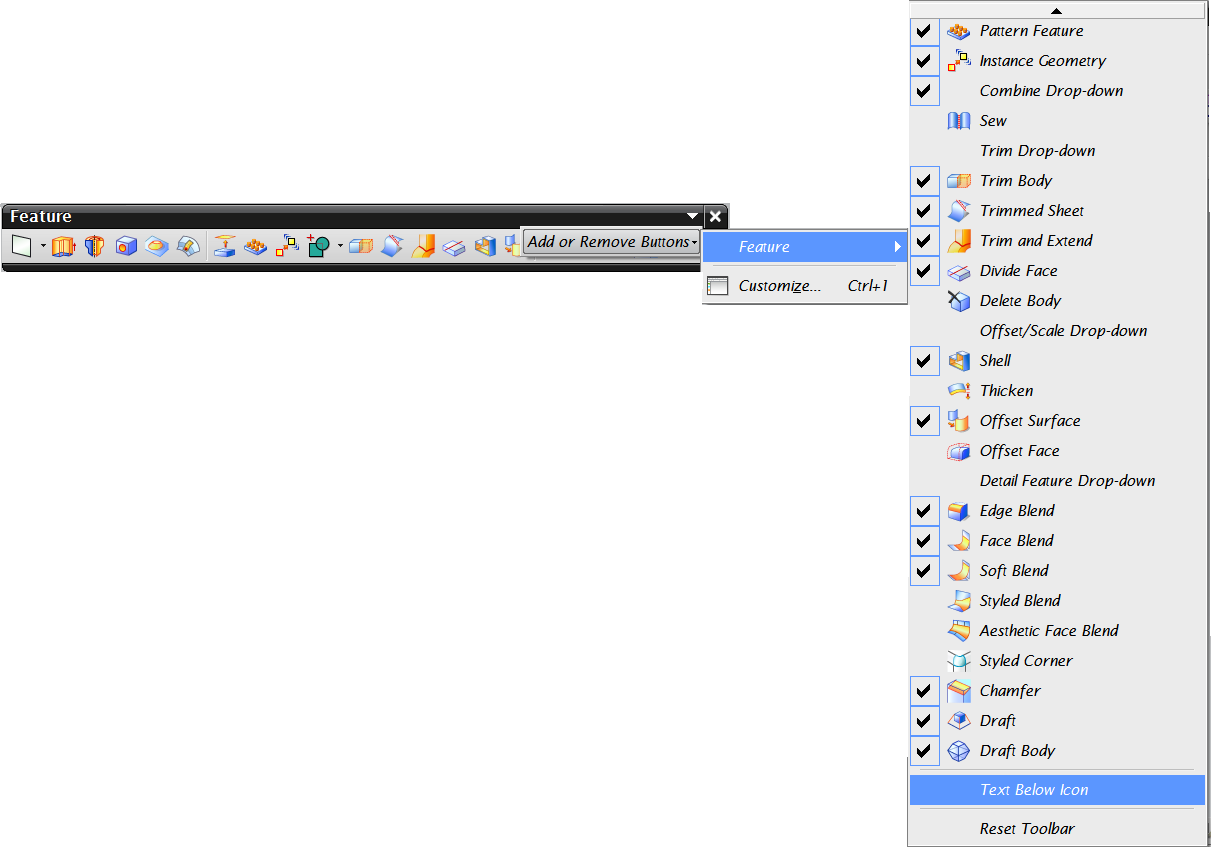 Feature
Add or Remove Buttons
Feature
Customize... Ctrl+1
Pattern Feature
Instance Geometry
Combine Drop-down
Sew
Trim Drop-down
Trim Body
Trimmed Sheet
Trim and Extend
Divide Face
Delete Body
Offset/Scale Drop-down
Shell
Thicken
Offset Surface
Offset Face
Detail Feature Drop-down
Edge Blend
Face Blend
Soft Blend
Styled Blend
Aesthetic Face Blend
Styled Corner
Chamfer
Draft
Draft Body
Text Below Icon
Reset Toolbar